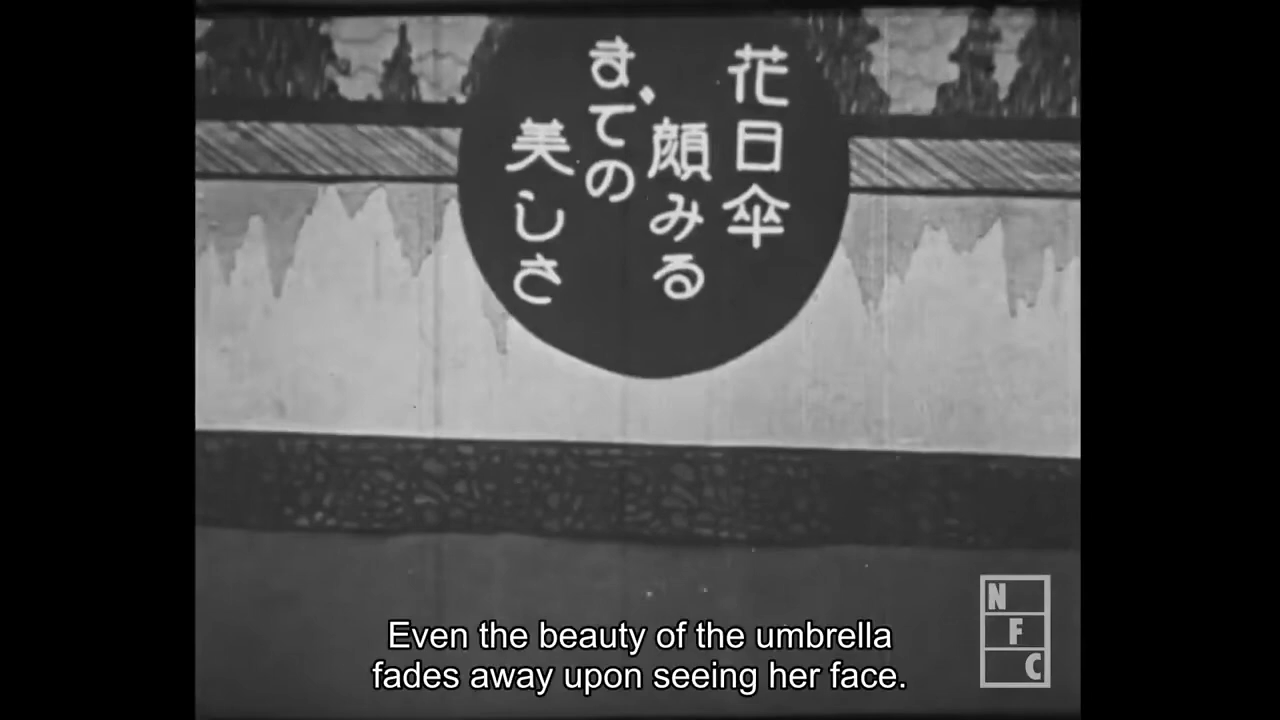 花日傘
顔みる
までの
美しさ
Even the beauty of the umbrella
fades away upon seeing her face.
N
F
C